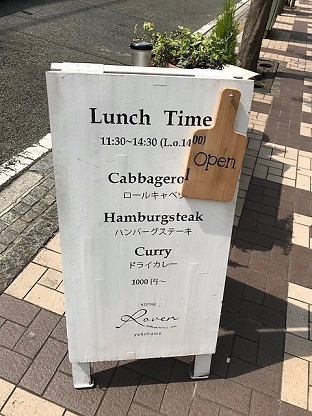 Lunch Time
11:30~14:30 (L.o.14:00)
Open
Cabbagerol
ロールキャベツ
Hamburgsteak
ハンバーグステーキ
Curry
ドライカレー
1000円~
BISTRO
Roven
yokohama